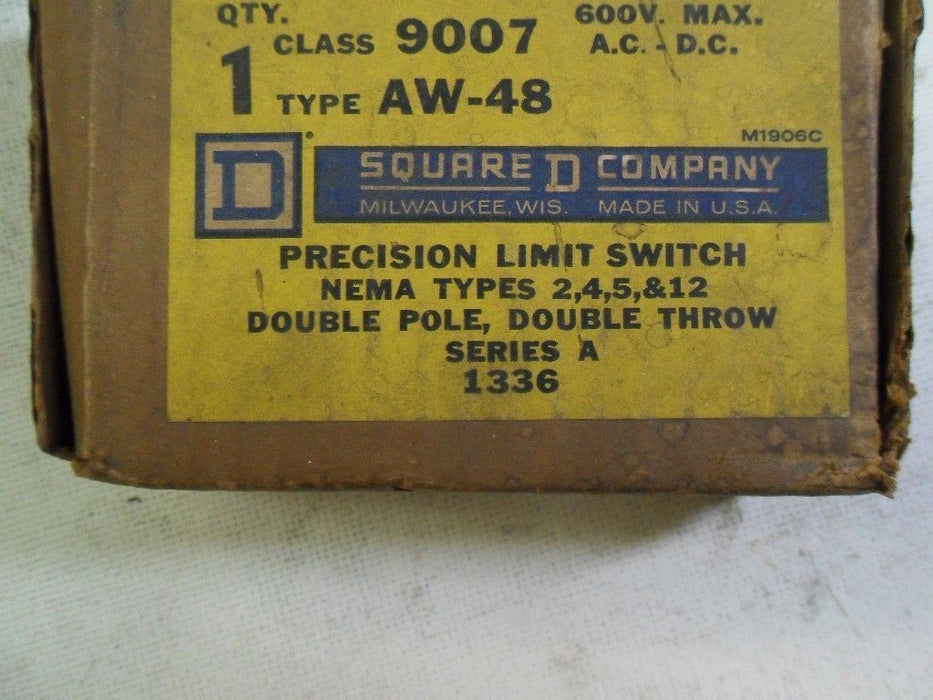 QTY.
1
CLASS 9007
600V. MAX.
A.C. - D.C.
TYPE AW-48
M1906C
D
SQUARE D COMPANY
MILWAUKEE, WIS. MADE IN U.S.A.
PRECISION LIMIT SWITCH
NEMA TYPES 2,4,5,&12
DOUBLE POLE, DOUBLE THROW
SERIES A
1336